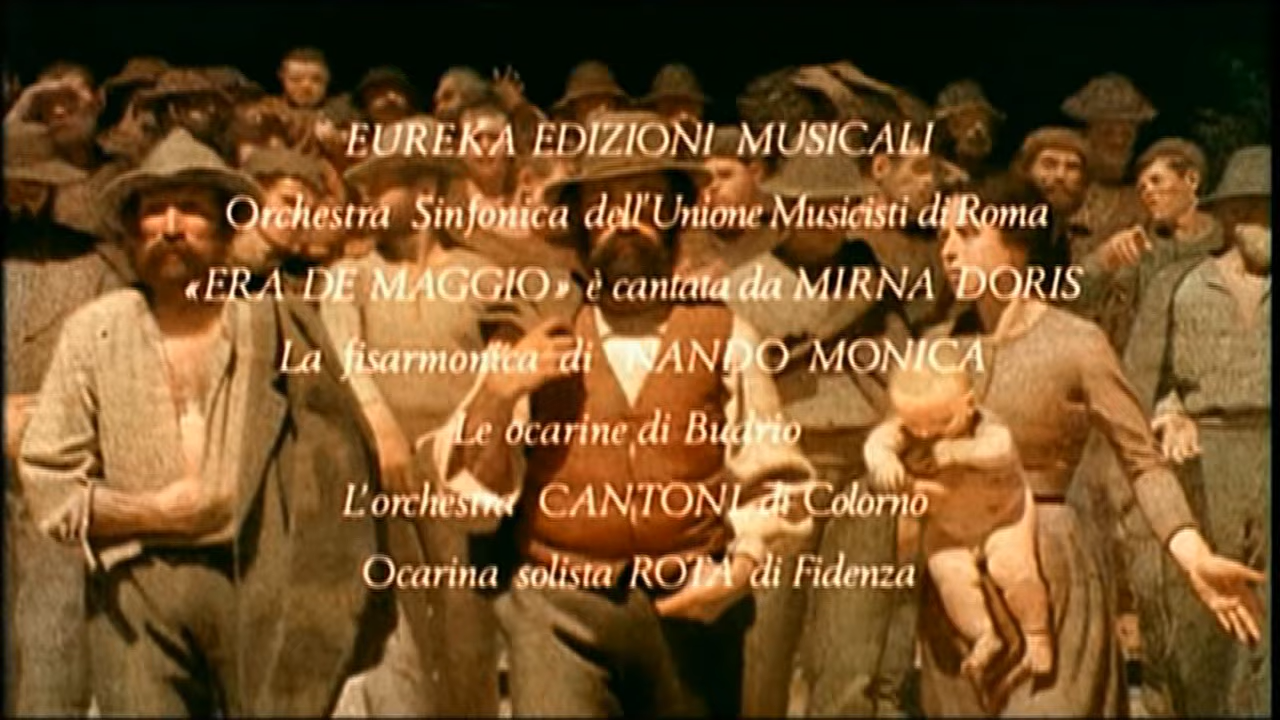 EUREKA EDIZIONI MUSICALI
Orchestra Sinfonica dell'Unione Musicisti di Roma
«ERA DE MAGGIO» è cantata da MIRNA DORIS
La fisarmonica di NANDO MONICA
Le ocarine di Budrio
L'orchestra CANTONI di Colorno
Ocarina solista ROTA di Fidenza